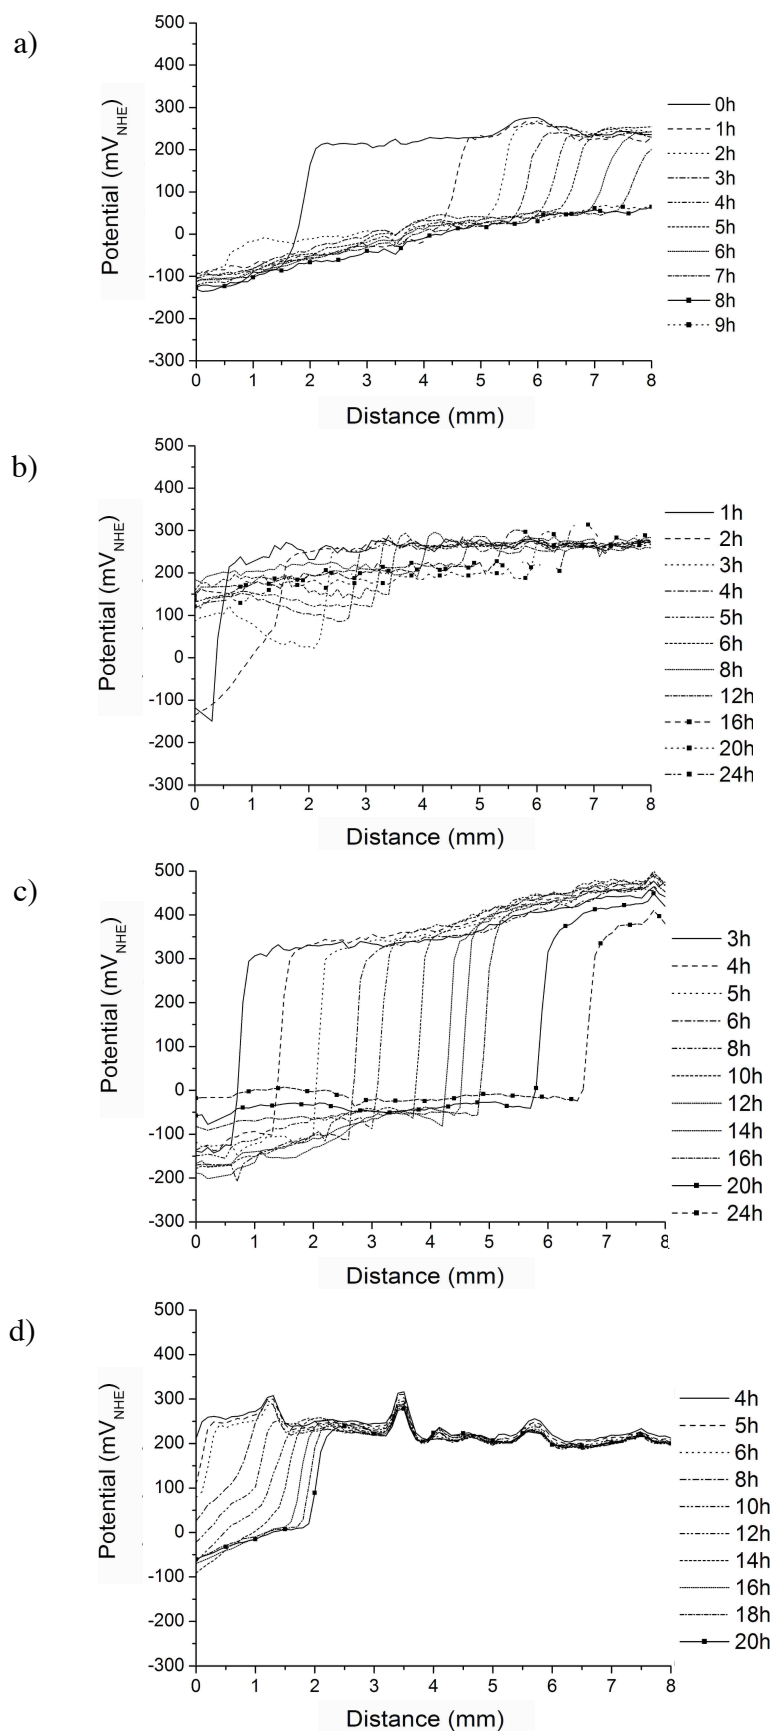 a)
500
400
300
200
100
0
-100
-200
-300
Potential (mV_NHE)
0 1 2 3 4 5 6 7 8
Distance (mm)
0h
1h
2h
3h
4h
5h
6h
7h
8h
9h
b)
500
400
300
200
100
0
-100
-200
-300
Potential (mV_NHE)
0 1 2 3 4 5 6 7 8
Distance (mm)
1h
2h
3h
4h
5h
6h
8h
12h
16h
20h
24h
c)
500
400
300
200
100
0
-100
-200
-300
Potential (mV_NHE)
0 1 2 3 4 5 6 7 8
Distance (mm)
3h
4h
5h
6h
8h
10h
12h
14h
16h
20h
24h
d)
500
400
300
200
100
0
-100
-200
-300
Potential (mV_NHE)
0 1 2 3 4 5 6 7 8
Distance (mm)
4h
5h
6h
8h
10h
12h
14h
16h
18h
20h